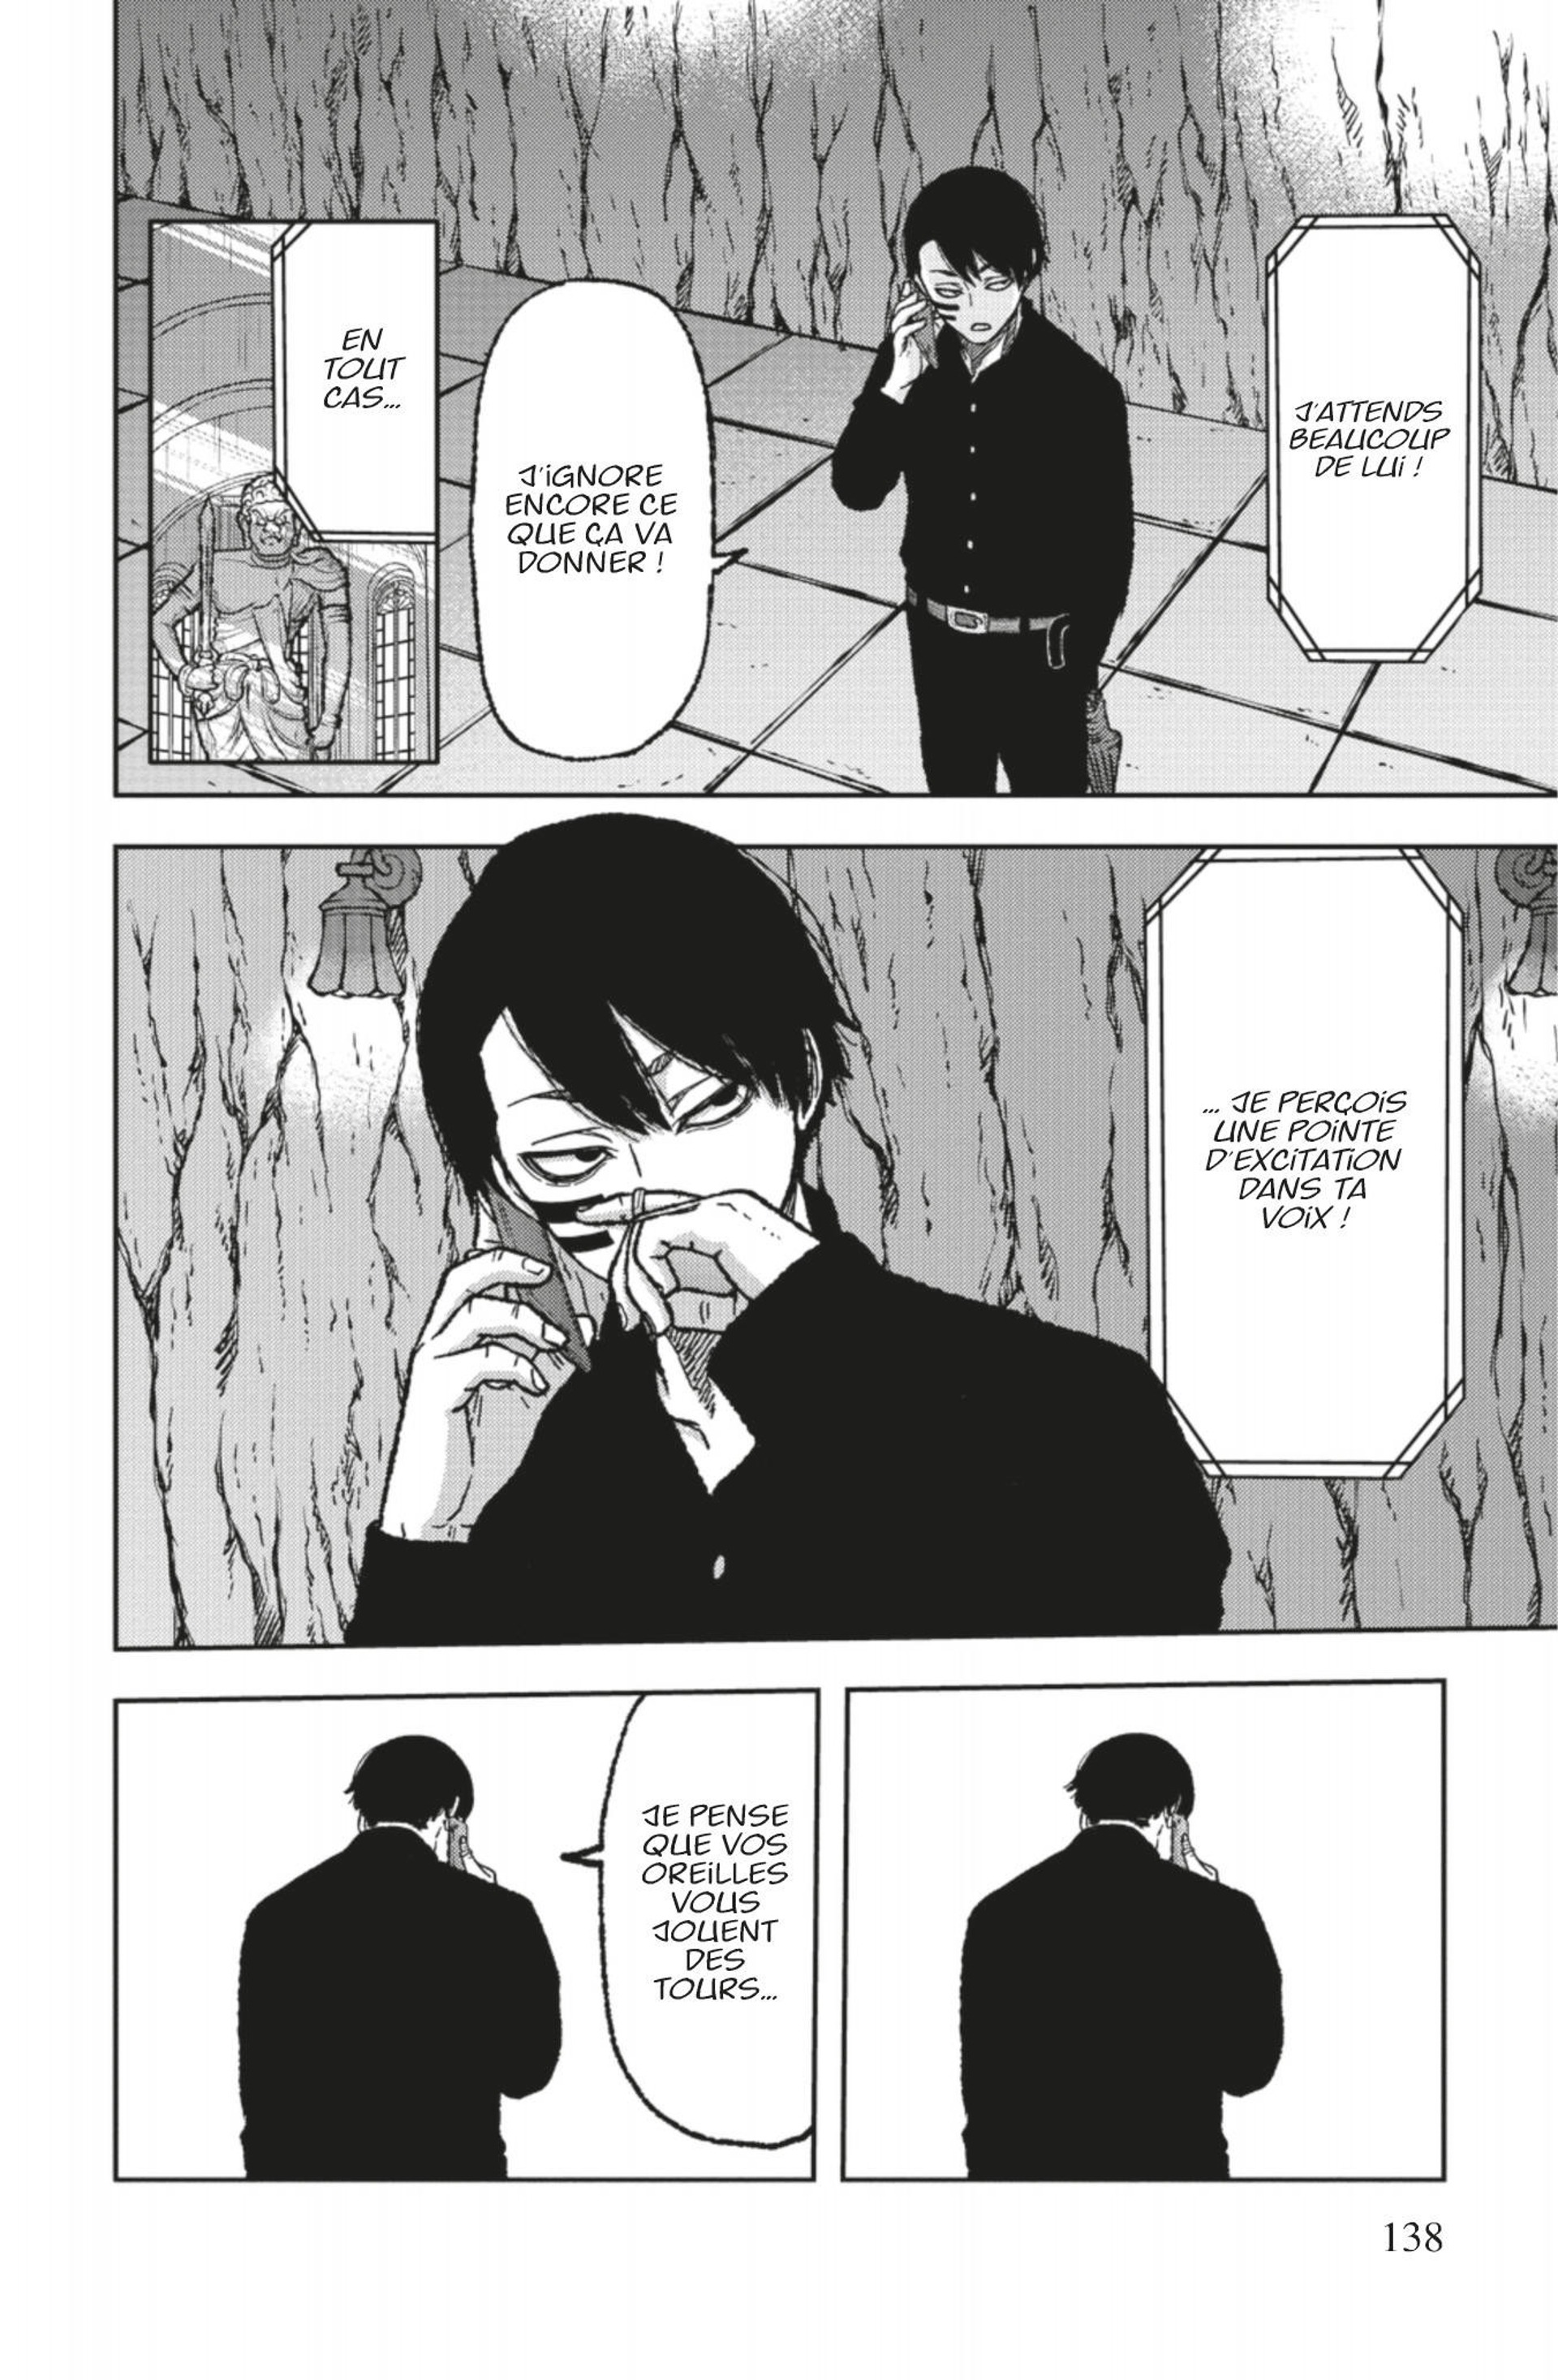 J'ATTENDS
BEAUCOUP
DE LUI !
J'IGNORE
ENCORE CE
QUE ÇA VA
DONNER !
EN
TOUT
CAS...
... JE PERÇOIS
UNE POINTE
D'EXCITATION
DANS TA
VOIX !
JE PENSE
QUE VOS
OREILLES
VOUS
JOUENT
DES
TOURS...
138